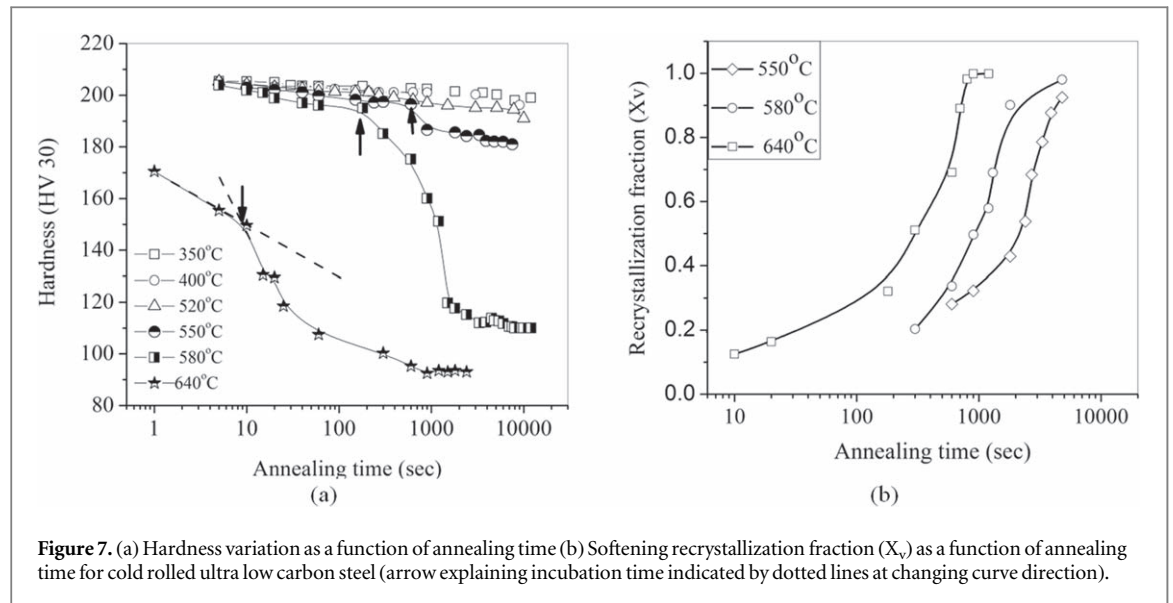 220
200
180
160
140
120
100
80
Hardness (HV 30)
350°C
400°C
520°C
550°C
580°C
640°C
1 10 100 1000 10000
Annealing time (sec)
(a)
1.0
0.8
0.6
0.4
0.2
0.0
Recrystallization fraction (Xv)
550°C
580°C
640°C
10 100 1000 10000
Annealing time (sec)
(b)
Figure 7. (a) Hardness variation as a function of annealing time (b) Softening recrystallization fraction (Xv) as a function of annealing
time for cold rolled ultra low carbon steel (arrow explaining incubation time indicated by dotted lines at changing curve direction).